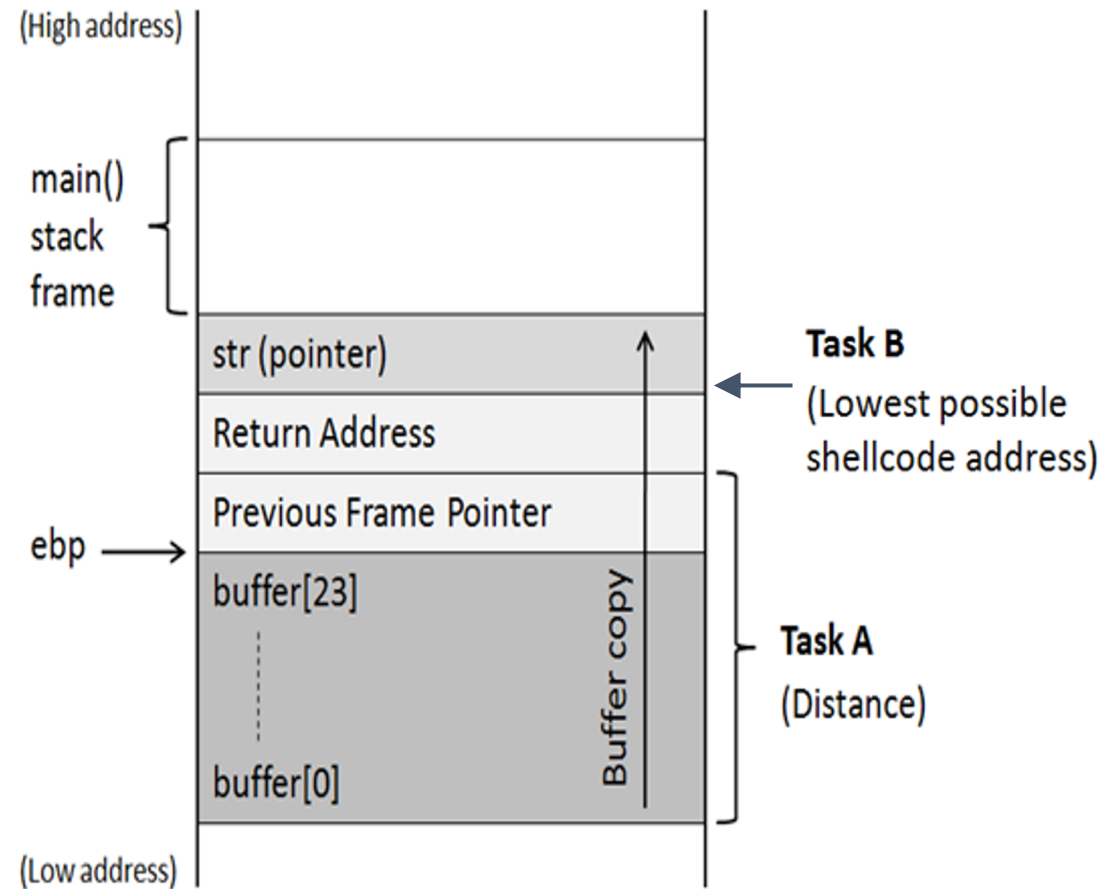 (High address)
main()
stack
frame
str (pointer)
Return Address
Previous Frame Pointer
ebp
buffer[23]
buffer[0]
Buffer copy
Task B
(Lowest possible
shellcode address)
Task A
(Distance)
(Low address)